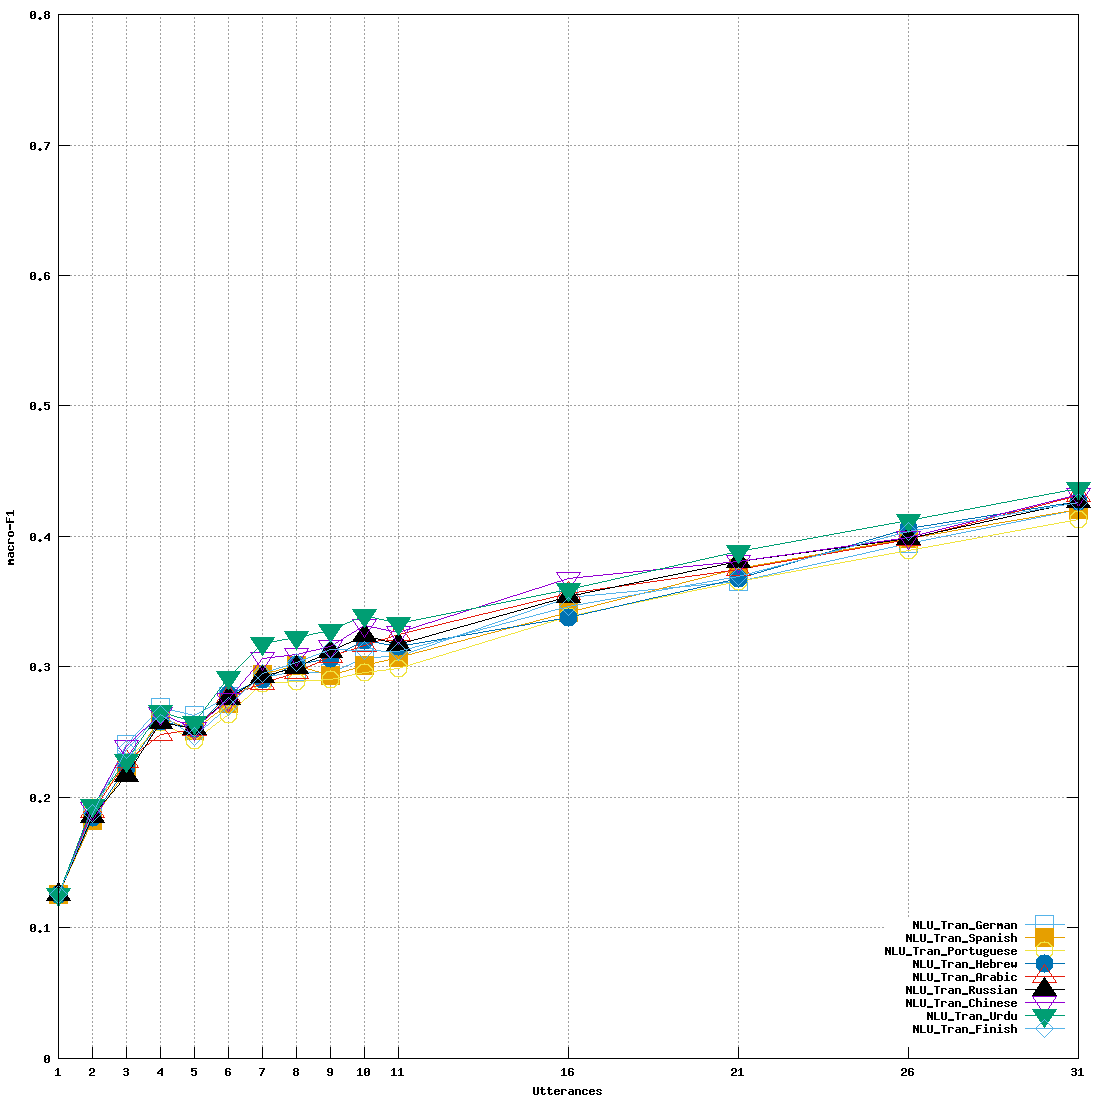 0.8
0.7
0.6
0.5
0.4
0.3
0.2
0.1
0
macro-F1
NLU_Tran_German
NLU_Tran_Spanish
NLU_Tran_Portuguese
NLU_Tran_Hebrew
NLU_Tran_Arabic
NLU_Tran_Russian
NLU_Tran_Chinese
NLU_Tran_Urdu
NLU_Tran_Finish
1 2 3 4 5 6 7 8 9 10 11 16 21 26 31
Utterances